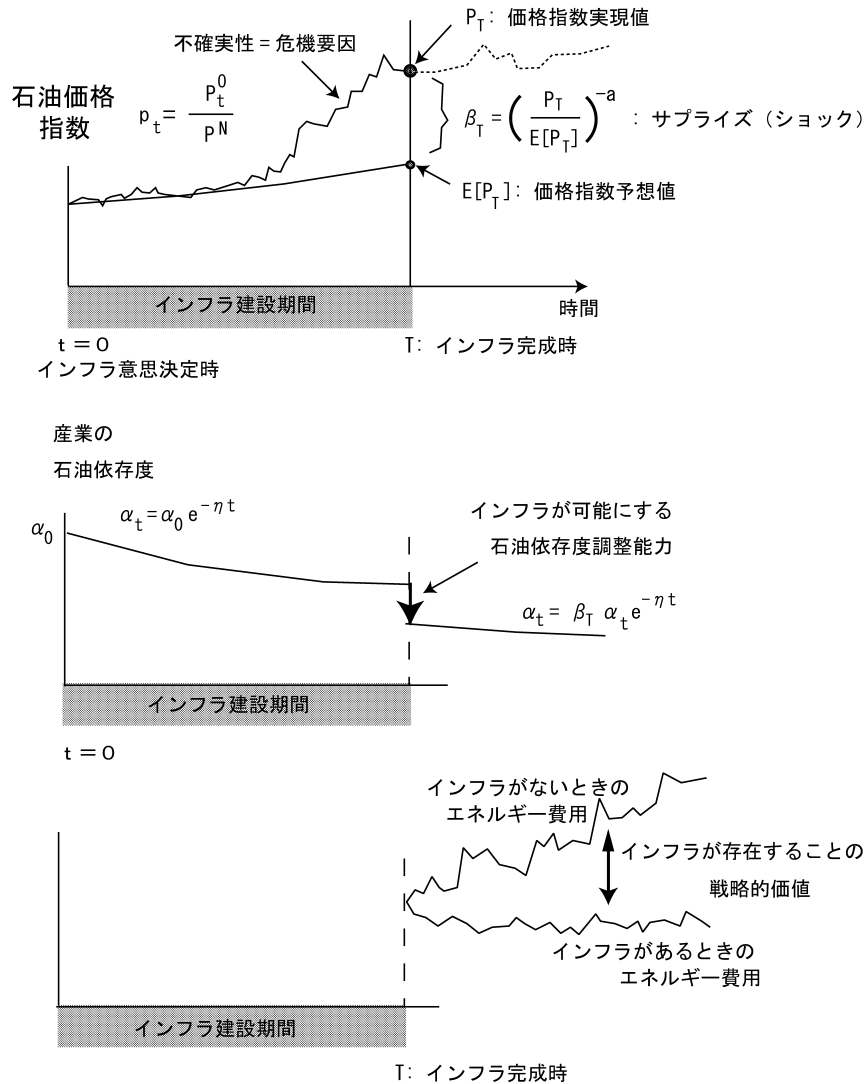 P_T: 価格指数実現値
不確実性＝危機要因
石油価格
指数
p_t = P_t^O / P^N
β_T = (P_T / E[P_T])^{-a} : サプライズ（ショック）
E[P_T]: 価格指数予想値
インフラ建設期間
時間
t＝0
インフラ意思決定時
T: インフラ完成時
産業の
石油依存度
α_0
α_t=α_0 e^{-ηt}
インフラが可能にする
石油依存度調整能力
α_t= β_T α_t e^{-ηt}
インフラ建設期間
t＝0
インフラがないときの
エネルギー費用
インフラが存在することの
戦略的価値
インフラがあるときの
エネルギー費用
インフラ建設期間
T: インフラ完成時